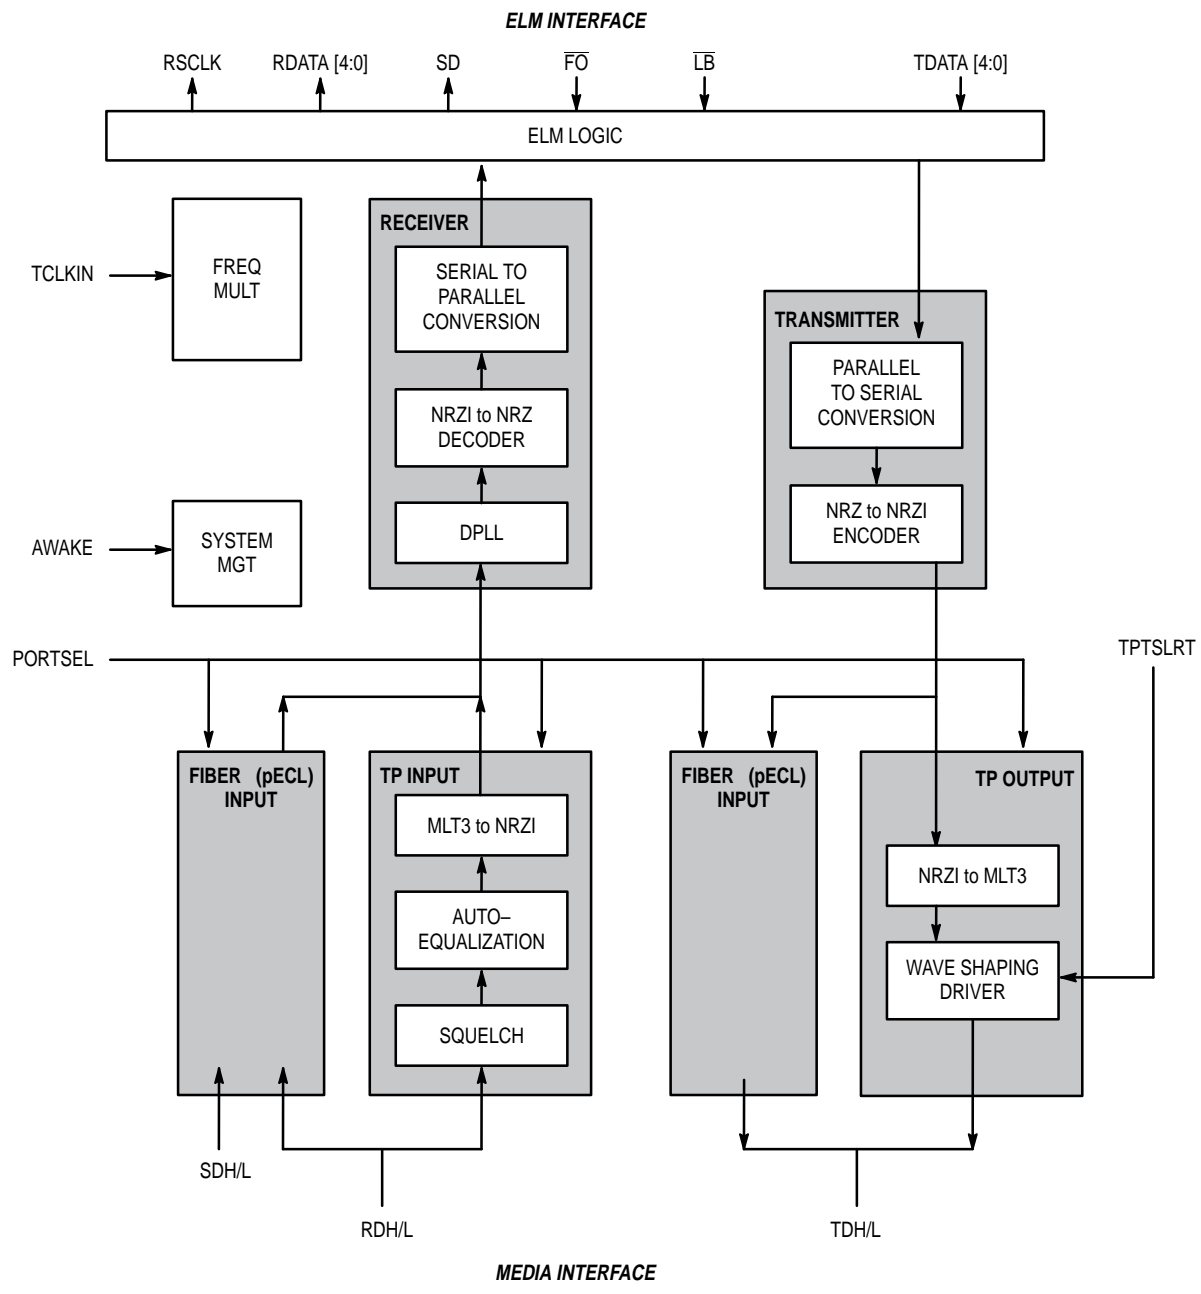 ELM INTERFACE
RSCLK
RDATA [4:0]
SD
FO
LB
TDATA [4:0]
ELM LOGIC
TCLKIN
FREQ
MULT
RECEIVER
SERIAL TO
PARALLEL
CONVERSION
NRZI to NRZ
DECODER
DPLL
TRANSMITTER
PARALLEL
TO SERIAL
CONVERSION
NRZ to NRZI
ENCODER
AWAKE
SYSTEM
MGT
PORTSEL
TPTSLRT
FIBER (pECL)
INPUT
TP INPUT
MLT3 to NRZI
AUTO–
EQUALIZATION
SQUELCH
FIBER (pECL)
INPUT
TP OUTPUT
NRZI to MLT3
WAVE SHAPING
DRIVER
SDH/L
RDH/L
TDH/L
MEDIA INTERFACE